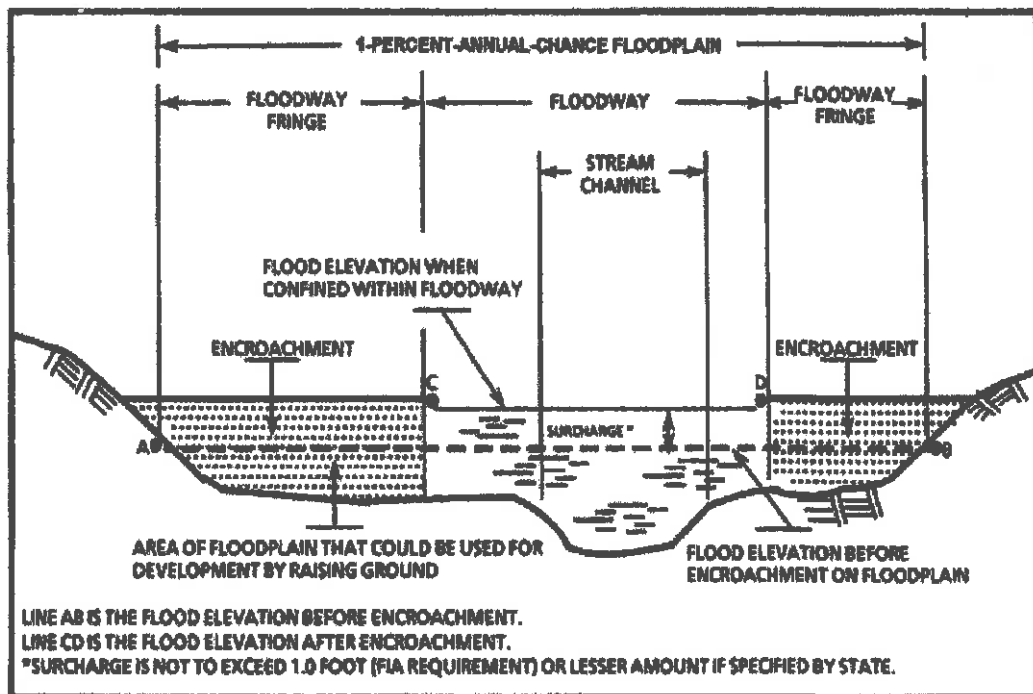 1-PERCENT-ANNUAL-CHANCE FLOODPLAIN
FLOODWAY
FRINGE
FLOODWAY
FLOODWAY
FRINGE
STREAM
CHANNEL
FLOOD ELEVATION WHEN
CONFINED WITHIN FLOODWAY
ENCROACHMENT
ENCROACHMENT
C
D
SURCHARGE*
A
B
AREA OF FLOODPLAIN THAT COULD BE USED FOR
DEVELOPMENT BY RAISING GROUND
FLOOD ELEVATION BEFORE
ENCROACHMENT ON FLOODPLAIN
LINE AB IS THE FLOOD ELEVATION BEFORE ENCROACHMENT.
LINE CD IS THE FLOOD ELEVATION AFTER ENCROACHMENT.
*SURCHARGE IS NOT TO EXCEED 1.0 FOOT (FIA REQUIREMENT) OR LESSER AMOUNT IF SPECIFIED BY STATE.